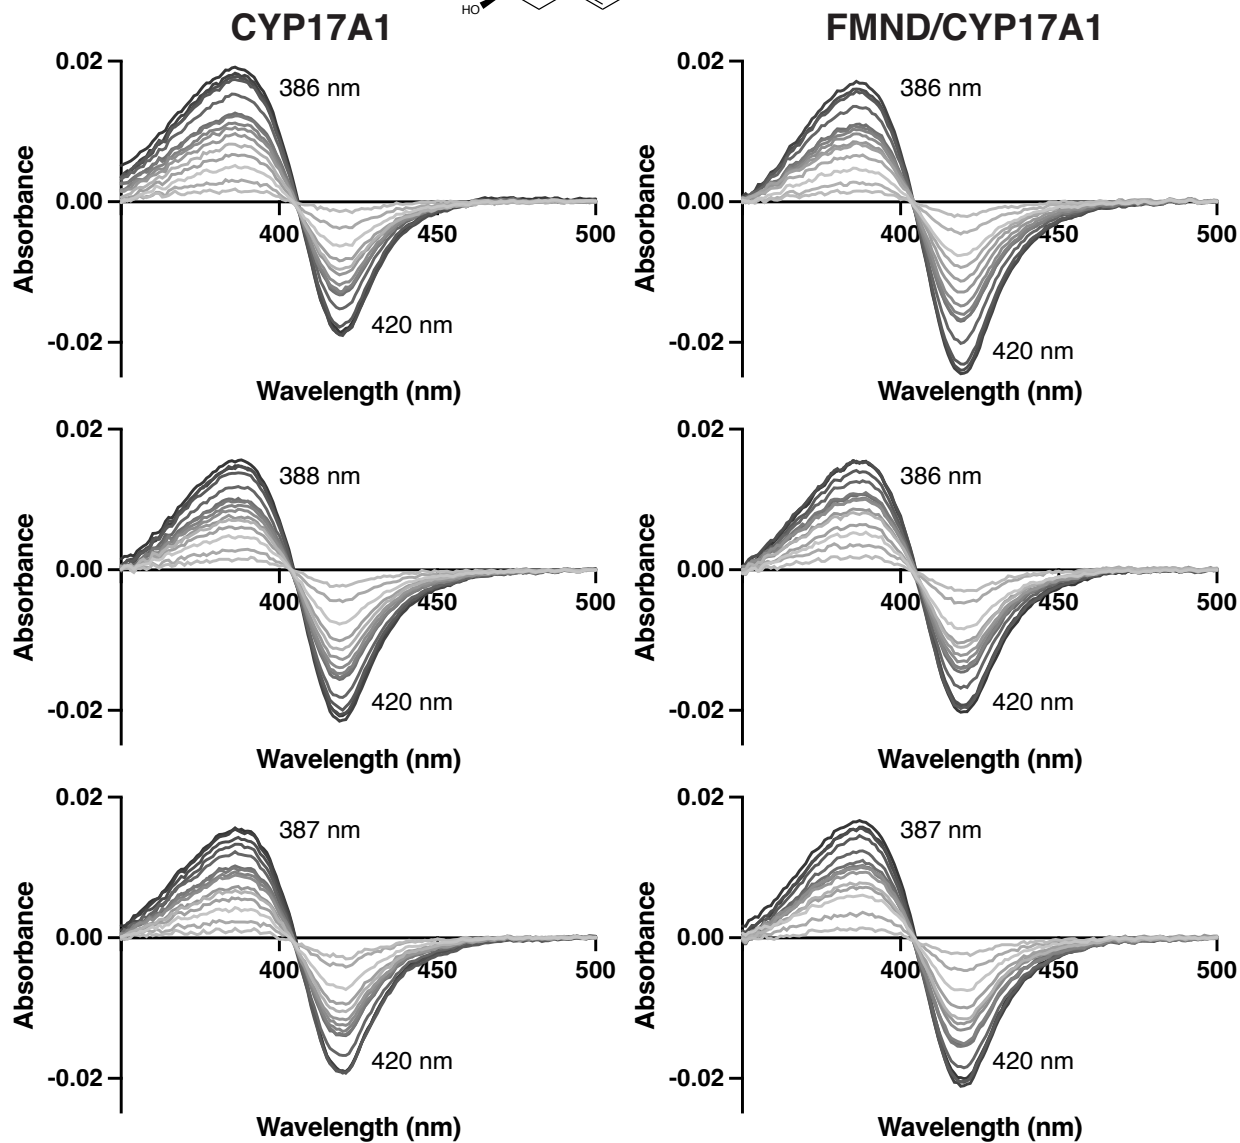 HO
CYP17A1
FMND/CYP17A1
0.02
386 nm
0.00
400
450
500
420 nm
-0.02
Absorbance
Wavelength (nm)
0.02
386 nm
0.00
400
450
500
420 nm
-0.02
Absorbance
Wavelength (nm)
0.02
388 nm
0.00
400
450
500
420 nm
-0.02
Absorbance
Wavelength (nm)
0.02
386 nm
0.00
400
450
500
420 nm
-0.02
Absorbance
Wavelength (nm)
0.02
387 nm
0.00
400
450
500
420 nm
-0.02
Absorbance
Wavelength (nm)
0.02
387 nm
0.00
400
450
500
420 nm
-0.02
Absorbance
Wavelength (nm)